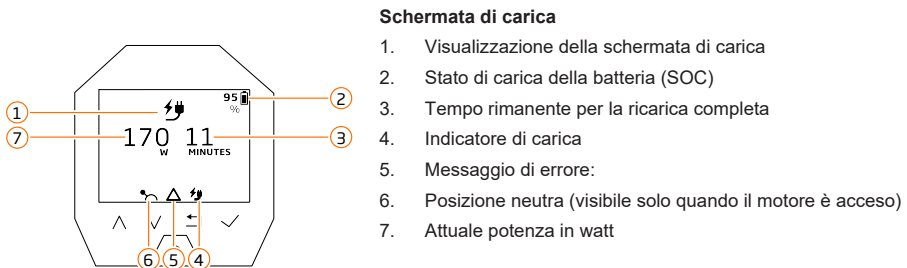 Schermata di carica
1. Visualizzazione della schermata di carica
2. Stato di carica della batteria (SOC)
3. Tempo rimanente per la ricarica completa
4. Indicatore di carica
5. Messaggio di errore:
6. Posizione neutra (visibile solo quando il motore è acceso)
7. Attuale potenza in watt
95
%
1
2
7
170
W
11
MINUTES
3
6
5
4